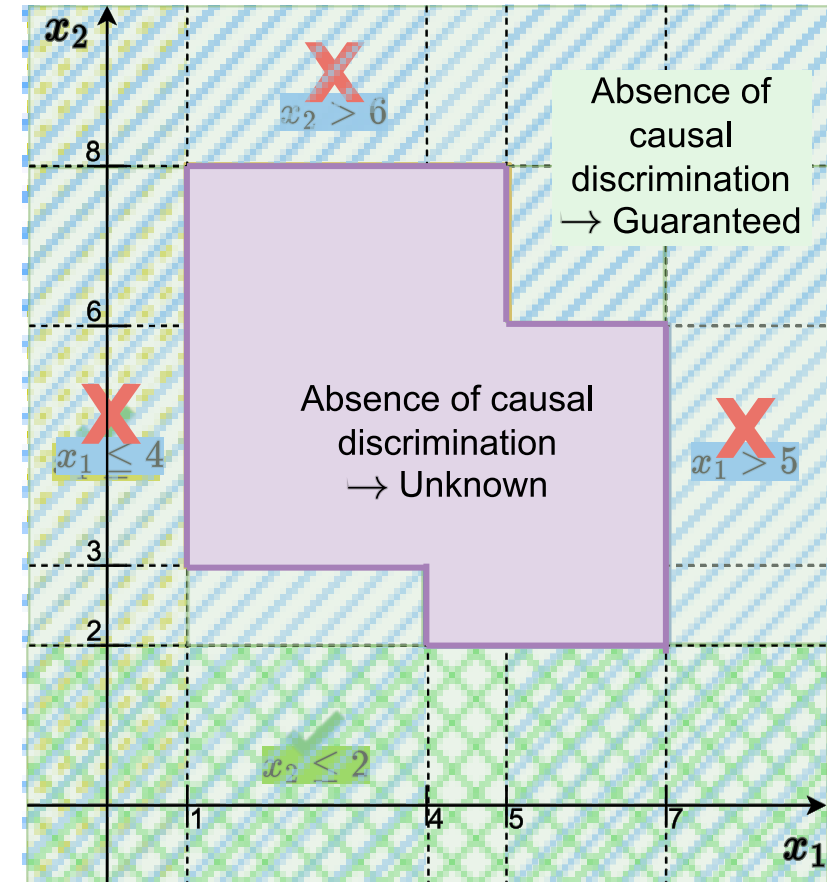 x₂
x₂ > 6
Absence of
causal
discrimination
→ Guaranteed
8
6
x₁ ≤ 4
Absence of causal
discrimination
→ Unknown
x₁ > 5
3
2
x₂ ≤ 2
1
4
5
7
x₁